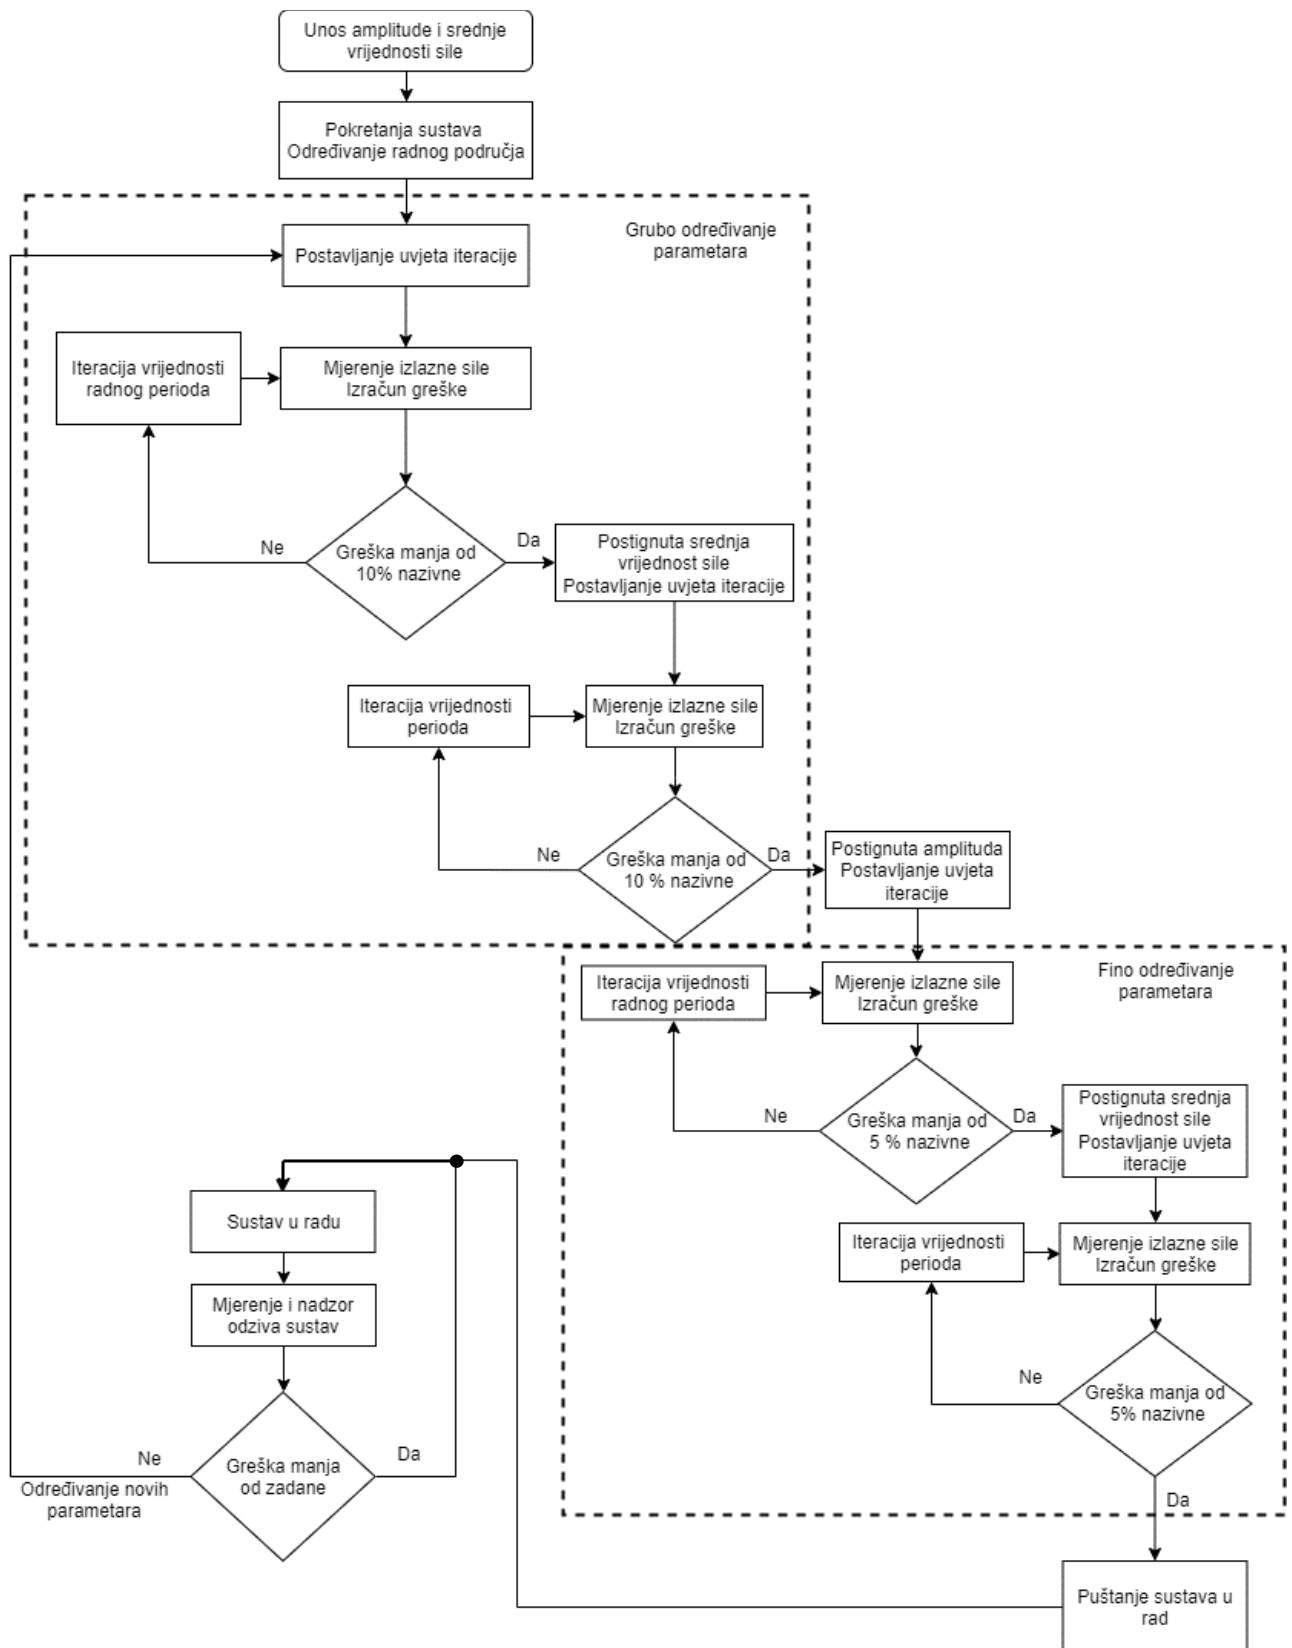 Unos amplitude i srednje
vrijednosti sile
Pokretanja sustava
Određivanje radnog područja
Grubo određivanje
parametara
Postavljanje uvjeta iteracije
Iteracija vrijednosti
radnog perioda
Mjerenje izlazne sile
Izračun greške
Ne
Greška manja od
10% nazivne
Da
Postignuta srednja
vrijednost sile
Postavljanje uvjeta iteracije
Iteracija vrijednosti
perioda
Mjerenje izlazne sile
Izračun greške
Ne
Greška manja od
10 % nazivne
Da
Postignuta amplituda
Postavljanje uvjeta
iteracije
Fino određivanje
parametara
Iteracija vrijednosti
radnog perioda
Mjerenje izlazne sile
Izračun greške
Ne
Greška manja od
5 % nazivne
Da
Postignuta srednja
vrijednost sile
Postavljanje uvjeta
iteracije
Iteracija vrijednosti
perioda
Mjerenje izlazne sile
Izračun greške
Ne
Greška manja od
5% nazivne
Da
Puštanje sustava u
rad
Sustav u radu
Mjerenje i nadzor
odziva sustav
Greška manja
od zadane
Da
Ne
Određivanje novih
parametara